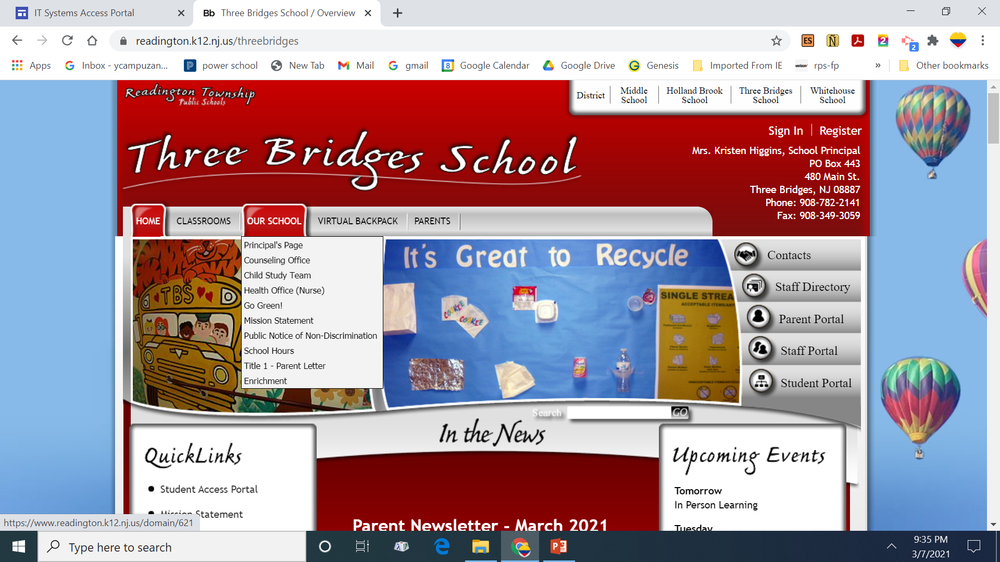 IT Systems Access Portal
Bb Three Bridges School / Overview
readington.k12.nj.us/threebridges
ES Ñ 2 2
Apps Inbox - ycampuzan... power school New Tab Mail gmail 8 Google Calendar Google Drive Genesis Imported From IE rps-fp » Other bookmarks
Readington Township
Public Schools
District
Middle
School
Holland Brook
School
Three Bridges
School
Whitehouse
School
Three Bridges School
Sign In Register
Mrs. Kristen Higgins, School Principal
PO Box 443
480 Main St.
Three Bridges, NJ 08887
Phone: 908-782-2141
Fax: 908-349-3059
HOME CLASSROOMS OUR SCHOOL VIRTUAL BACKPACK PARENTS
Principal's Page
Counseling Office
Child Study Team
Health Office (Nurse)
Go Green!
Mission Statement
Public Notice of Non-Discrimination
School Hours
Title 1 - Parent Letter
Enrichment
TBS
It's Great to Recycle
COOKIE
COOKIE
SINGLE STREA
ACCEPTABLE ITEMS
Contacts
Staff Directory
Parent Portal
Staff Portal
Student Portal
Search GO
In the News
QuickLinks
Student Access Portal
Mission Statement
Parent Newsletter - March 2021
Upcoming Events
Tomorrow
In Person Learning
Tuesday
https://www.readington.k12.nj.us/domain/621
Type here to search
9:35 PM
3/7/2021